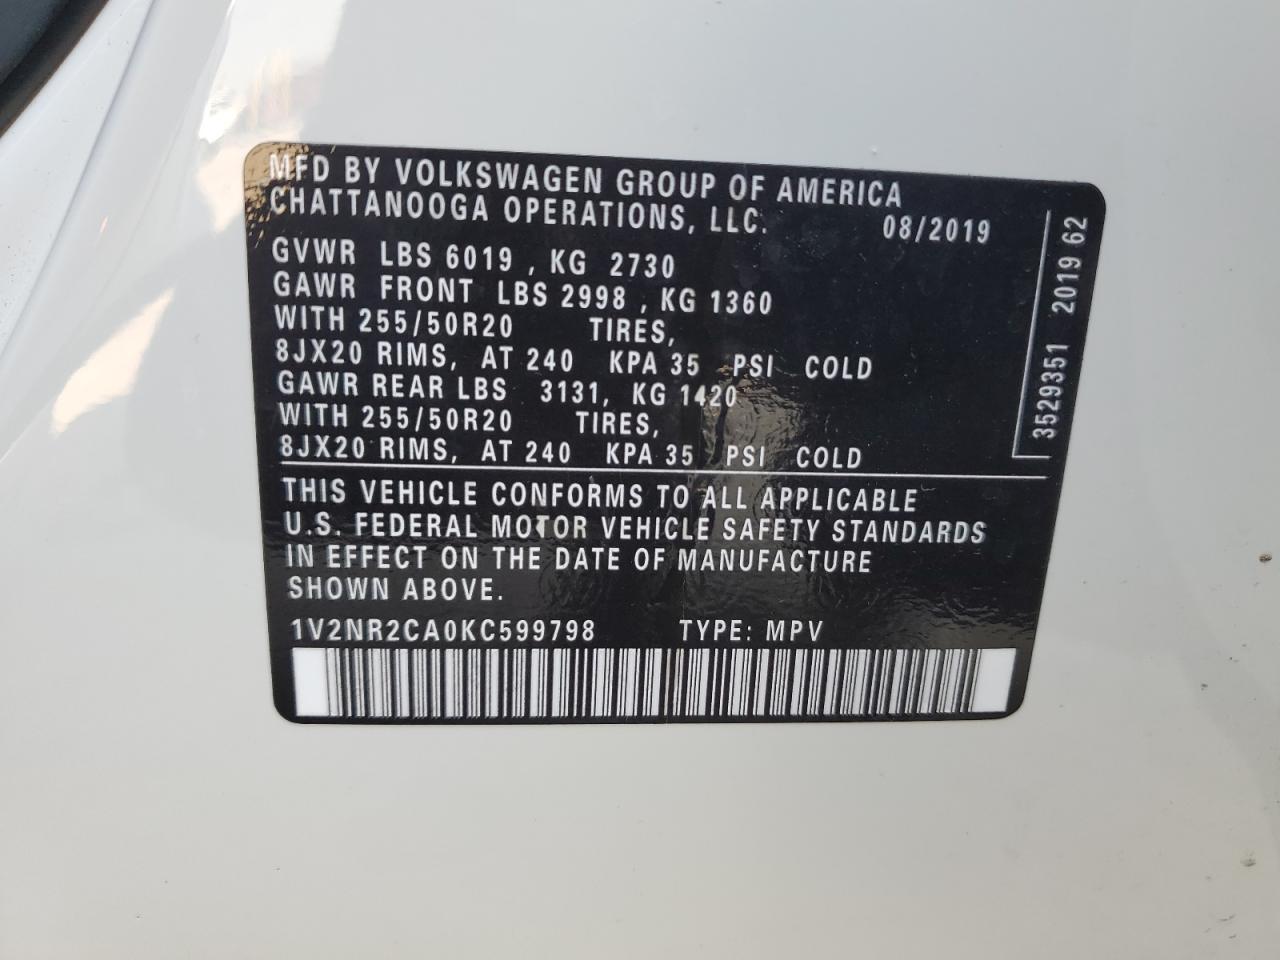 MFD BY VOLKSWAGEN GROUP OF AMERICA
CHATTANOOGA OPERATIONS, LLC. 08/2019
GVWR LBS 6019 , KG 2730
GAWR FRONT LBS 2998 , KG 1360
WITH 255/50R20 TIRES,
8JX20 RIMS, AT 240 KPA 35 PSI COLD
GAWR REAR LBS 3131, KG 1420
WITH 255/50R20 TIRES,
8JX20 RIMS, AT 240 KPA 35 PSI COLD
3529351 2019 62
THIS VEHICLE CONFORMS TO ALL APPLICABLE
U.S. FEDERAL MOTOR VEHICLE SAFETY STANDARDS
IN EFFECT ON THE DATE OF MANUFACTURE
SHOWN ABOVE.
1V2NR2CA0KC599798 TYPE: MPV